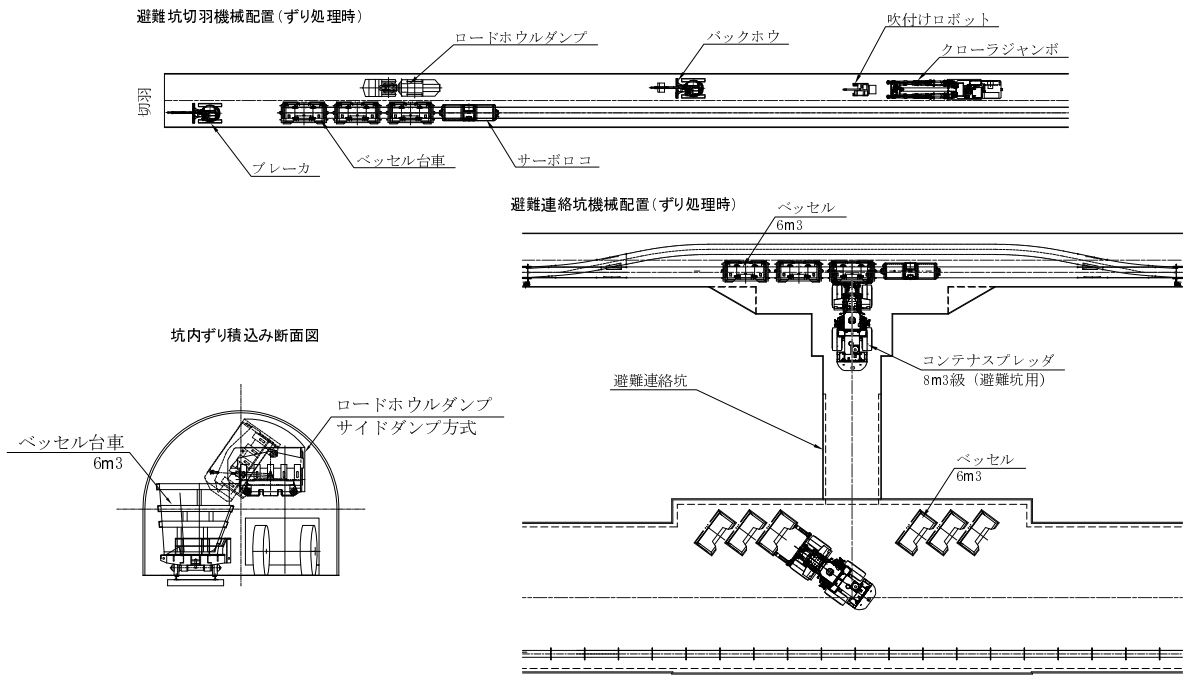 避難坑切羽機械配置(ずり処理時)
ロードホウルダンプ
バックホウ
吹付けロボット
クローラジャンボ
切羽
ブレーカ
ベッセル台車
サーボロコ
避難連絡坑機械配置(ずり処理時)
ベッセル
6m3
コンテナスプレッダ
8m3級（避難坑用）
避難連絡坑
ベッセル
6m3
坑内ずり積込み断面図
ロードホウルダンプ
サイドダンプ方式
ベッセル台車
6m3